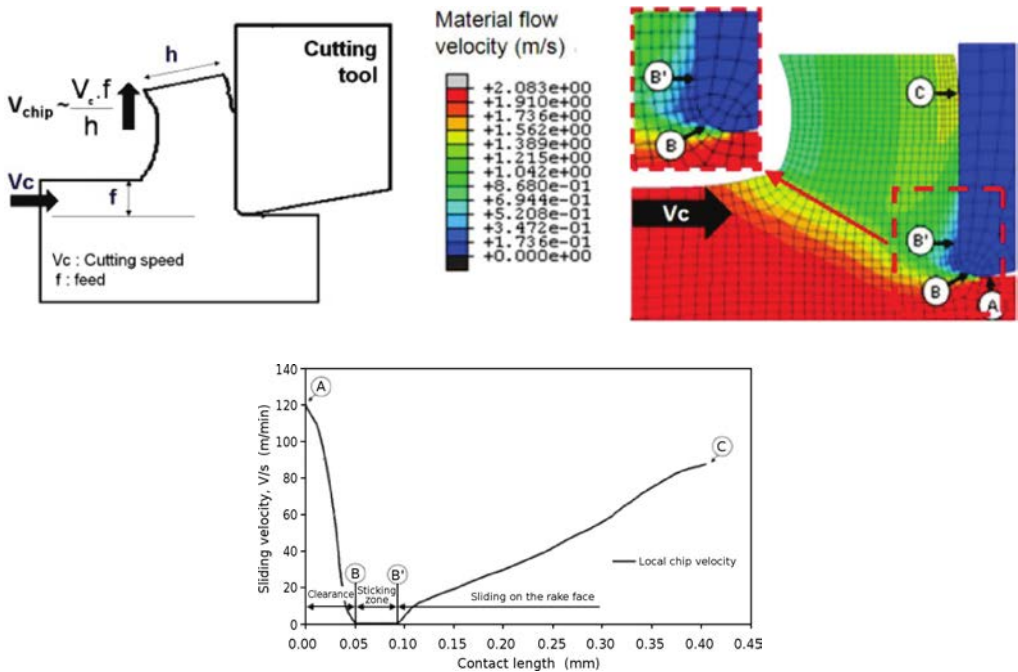 Cutting
tool
h
Vchip~Vc.f/h
Vc
f
Vc : Cutting speed
f : feed
Material flow
velocity (m/s)
+2.083e+00
+1.910e+00
+1.736e+00
+1.562e+00
+1.389e+00
+1.215e+00
+1.042e+00
+8.680e-01
+6.944e-01
+5.208e-01
+3.472e-01
+1.736e-01
+0.000e+00
B'
B
C
Vc
B'
B
A
Sliding velocity, V/s (m/min)
140
120
100
80
60
40
20
0
A
C
B
B'
Clearance
Sticking
zone
Sliding on the rake face
Local chip velocity
0.00 0.05 0.10 0.15 0.20 0.25 0.30 0.35 0.40 0.45
Contact length (mm)